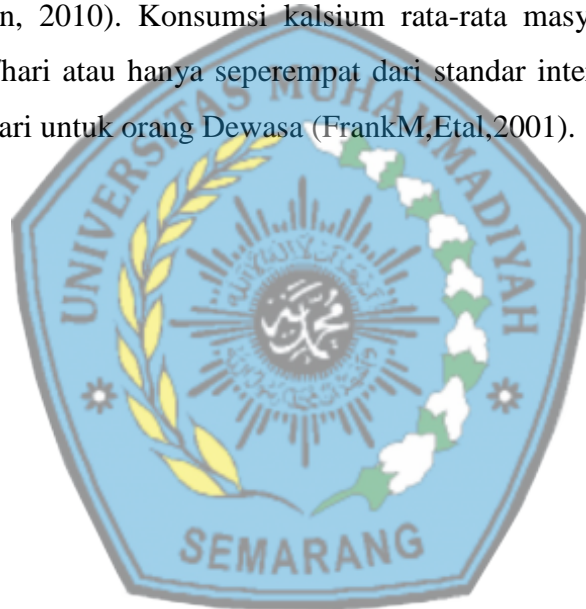 n, 2010). Konsumsi kalsium rata-rata masy
hari atau hanya seperempat dari standar inte
ari untuk orang Dewasa (FrankM,Etal,2001).
UNIVERSITAS MUHAMMADIYAH
محمد
SEMARANG